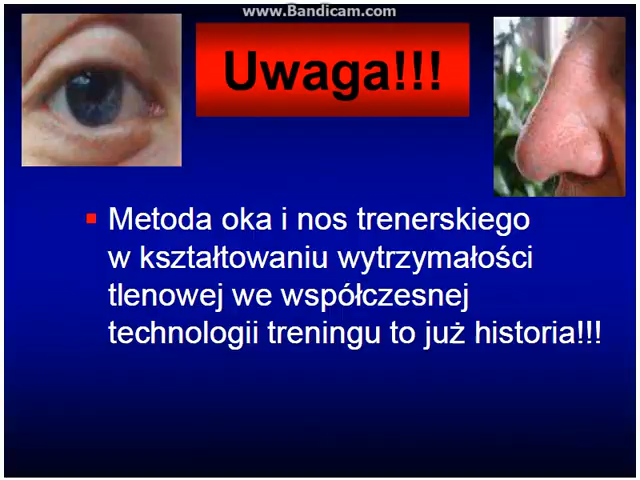 www.Bandicam.com
Uwaga!!!
Metoda oka i nos trenerskiego
w kształtowaniu wytrzymałości
tlenowej we współczesnej
technologii treningu to już historia!!!